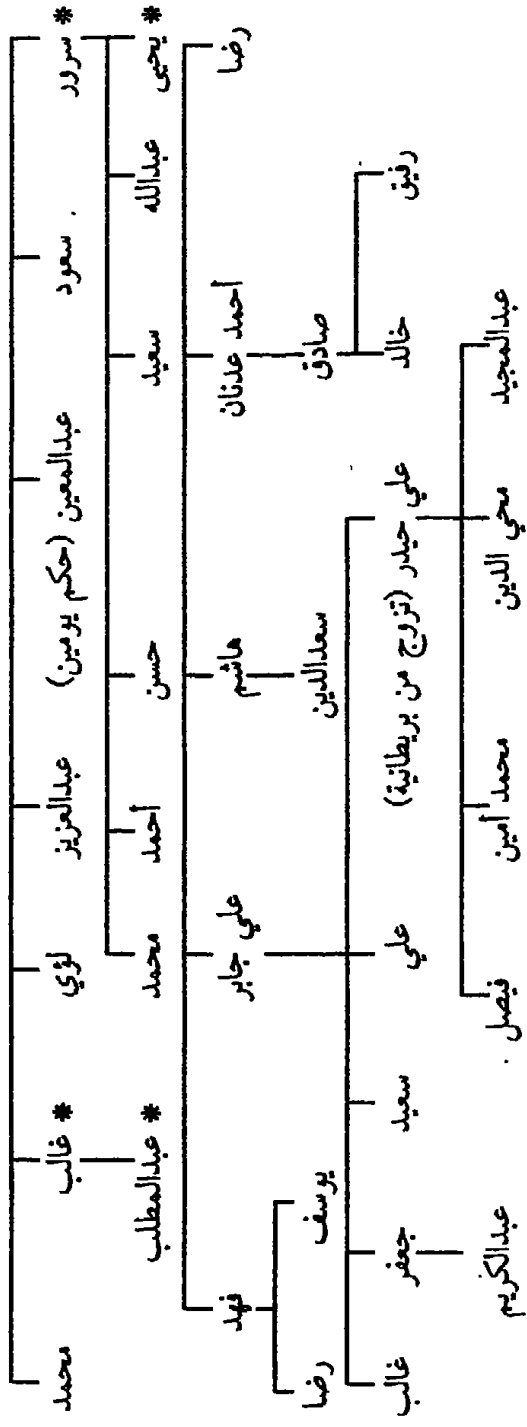 * سرور سعود عبدالمعين (حكم يومين) عبدالعزيز لؤي * غالب محمد
* يحيى عبدالله سعيد حسن أحمد محمد * عبدالمطلب
رضا أحمد عدنان هاشم علي جابر فهد
صادق سعدالدين يوسف رضا
رفيق خالد علي حيدر (تزوج من بريطانية) علي سعيد جعفر غالب
عبدالمجيد محي الدين محمد أمين فيصل عبدالكريم